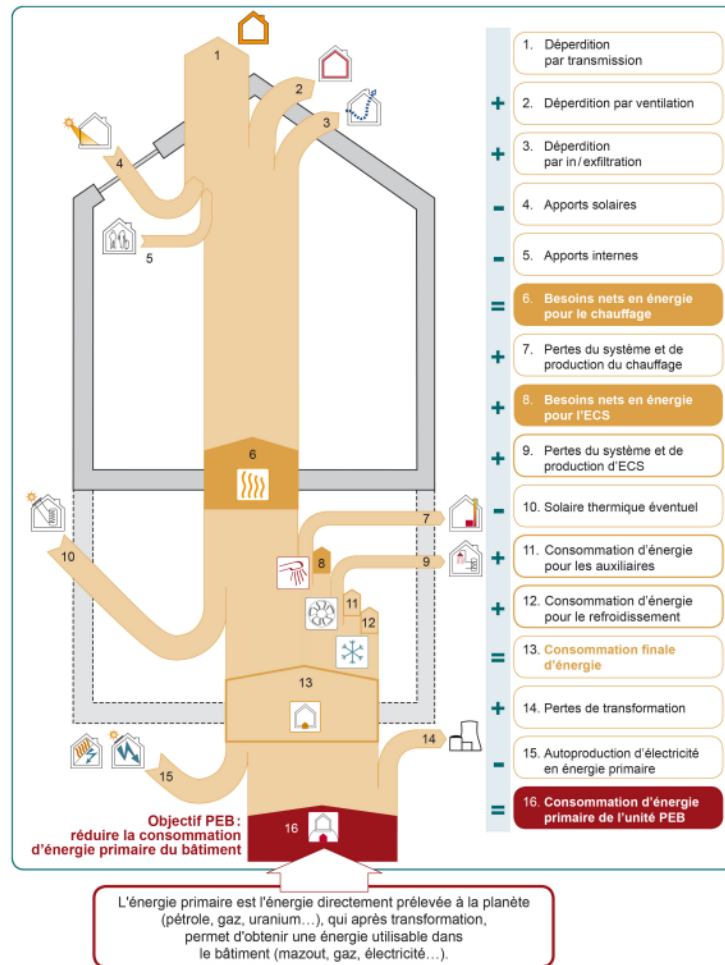 1
2
3
4
5
6
7
8
9
10
11
12
13
14
15
16
Objectif PEB :
réduire la consommation
d'énergie primaire du bâtiment
1. Déperdition
par transmission
+
2. Déperdition par ventilation
+
3. Déperdition
par in/exfiltration
-
4. Apports solaires
-
5. Apports internes
=
6. Besoins nets en énergie
pour le chauffage
+
7. Pertes du système et de
production du chauffage
+
8. Besoins nets en énergie
pour l'ECS
+
9. Pertes du système et de
production d'ECS
-
10. Solaire thermique éventuel
+
11. Consommation d'énergie
pour les auxiliaires
+
12. Consommation d'énergie
pour le refroidissement
=
13. Consommation finale
d'énergie
+
14. Pertes de transformation
-
15. Autoproduction d'électricité
en énergie primaire
=
16. Consommation d'énergie
primaire de l'unité PEB
L'énergie primaire est l'énergie directement prélevée à la planète
(pétrole, gaz, uranium…), qui après transformation,
permet d'obtenir une énergie utilisable dans
le bâtiment (mazout, gaz, électricité…).